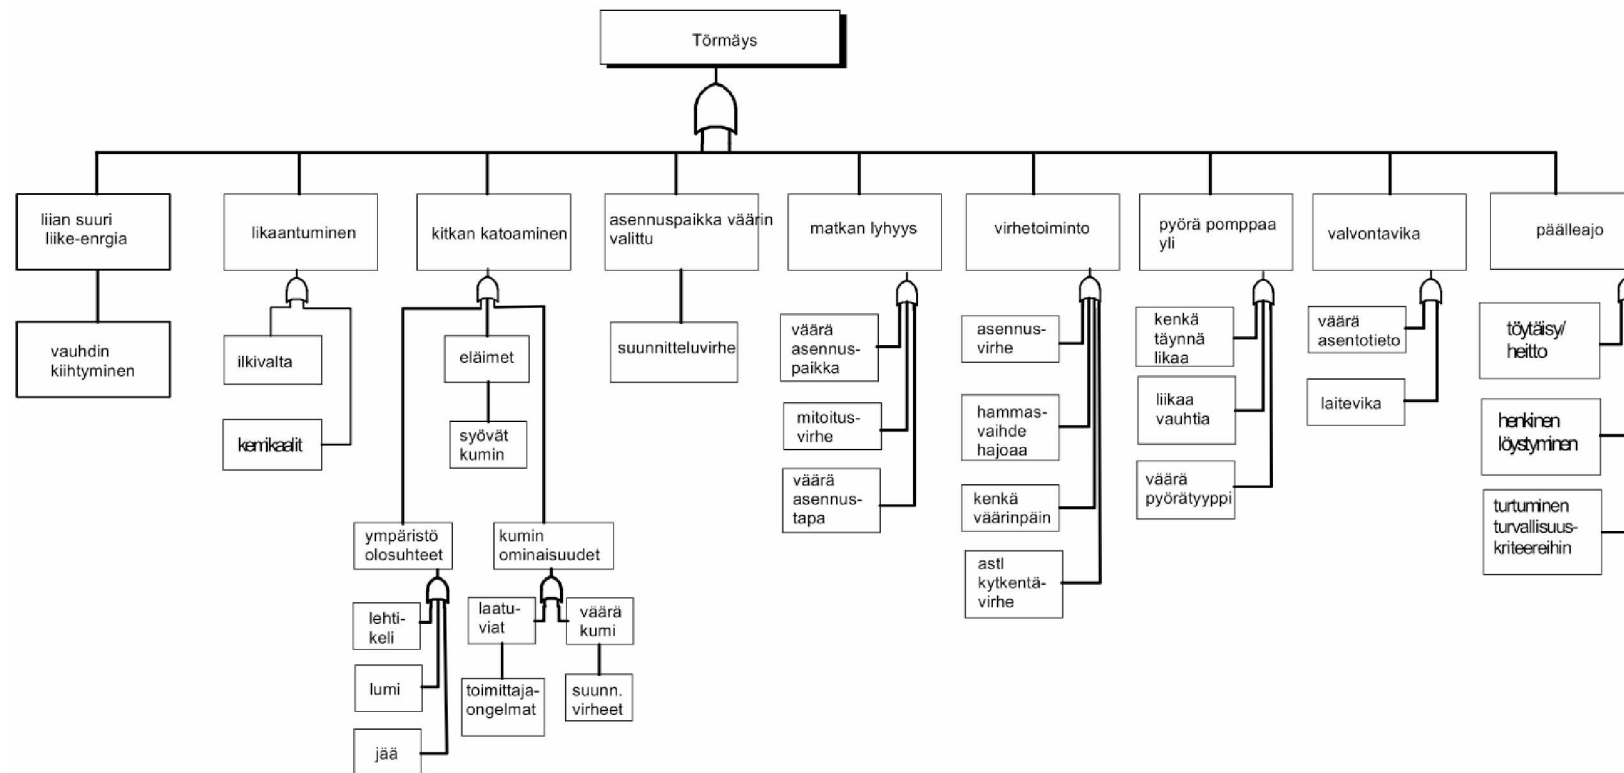 Törmäys
liian suuri
liike-enrgia
likaantuminen
kitkan katoaminen
asennuspaikka väärin
valittu
matkan lyhyys
virhetoiminto
pyörä pomppaa
yli
valvontavika
päälleajo
vauhdin
kiihtyminen
ilkivalta
kemikaalit
eläimet
syövät
kumin
ympäristö
olosuhteet
lehti-
keli
lumi
jää
kumin
ominaisuudet
laatu-
viat
toimittaja-
ongelmat
väärä
kumi
suunn.
virheet
suunnitteluvirhe
väärä
asennus-
paikka
mitoitus-
virhe
väärä
asennus-
tapa
asennus-
virhe
hammas-
vaihde
hajoaa
kenkä
väärinpäin
astl
kytkentä-
virhe
kenkä
täynnä
likaa
liikaa
vauhtia
väärä
pyörätyyppi
väärä
asentotieto
laitevika
töytäisy/
heitto
henkinen
löystyminen
turtuminen
turvallisuus-
kriteereihin